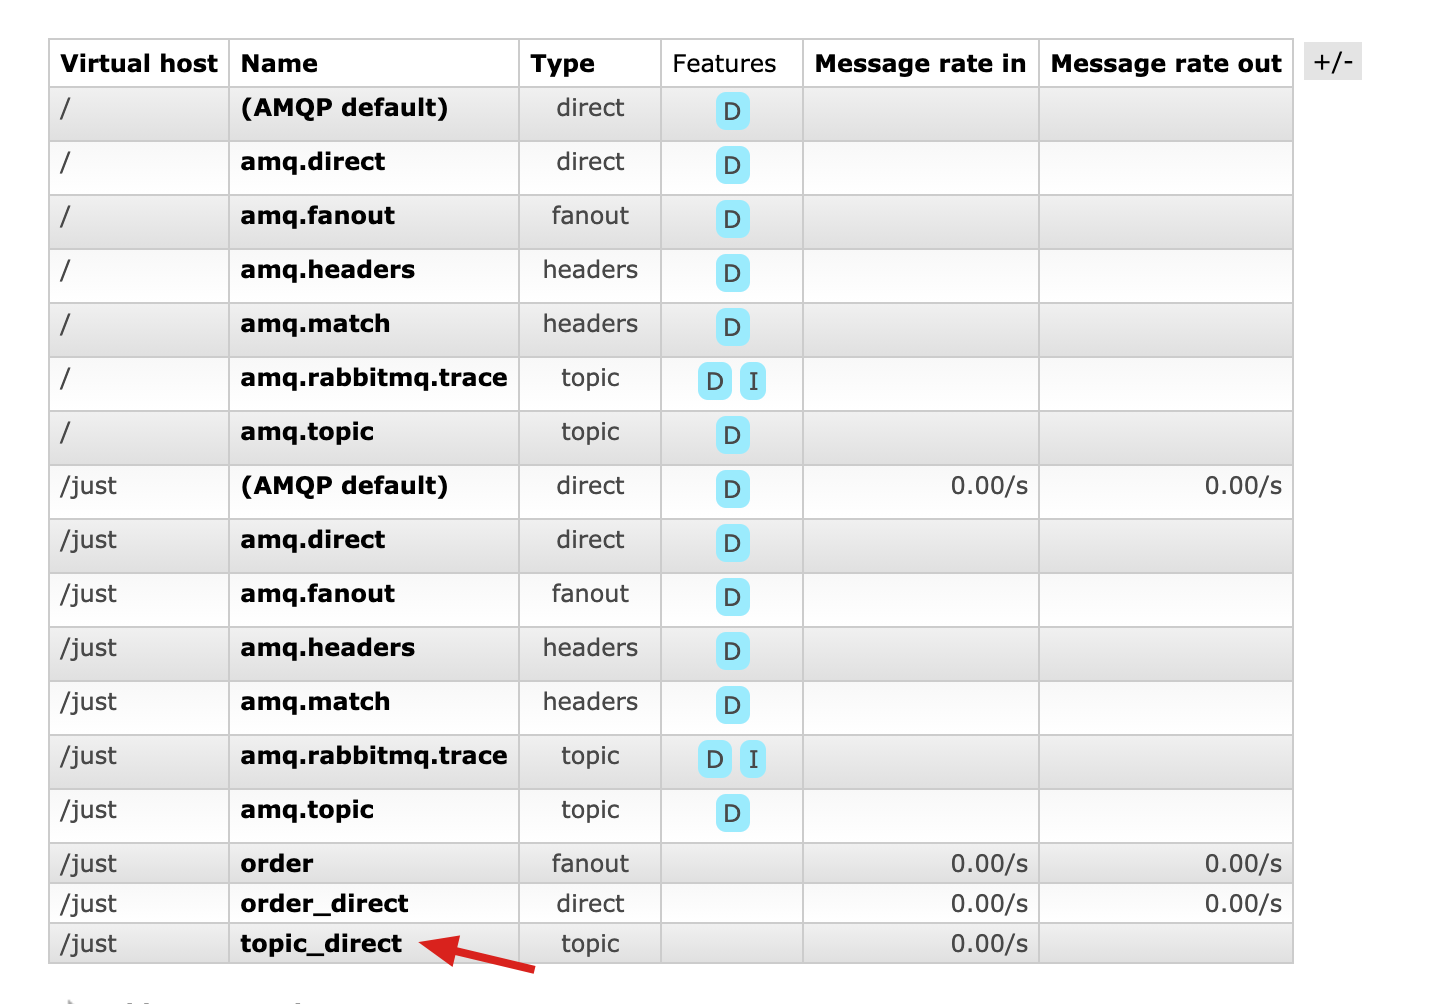 Virtual host Name Type Features Message rate in Message rate out +/-
/ (AMQP default) direct D
/ amq.direct direct D
/ amq.fanout fanout D
/ amq.headers headers D
/ amq.match headers D
/ amq.rabbitmq.trace topic D I
/ amq.topic topic D
/just (AMQP default) direct D 0.00/s 0.00/s
/just amq.direct direct D
/just amq.fanout fanout D
/just amq.headers headers D
/just amq.match headers D
/just amq.rabbitmq.trace topic D I
/just amq.topic topic D
/just order fanout 0.00/s 0.00/s
/just order_direct direct 0.00/s 0.00/s
/just topic_direct topic 0.00/s